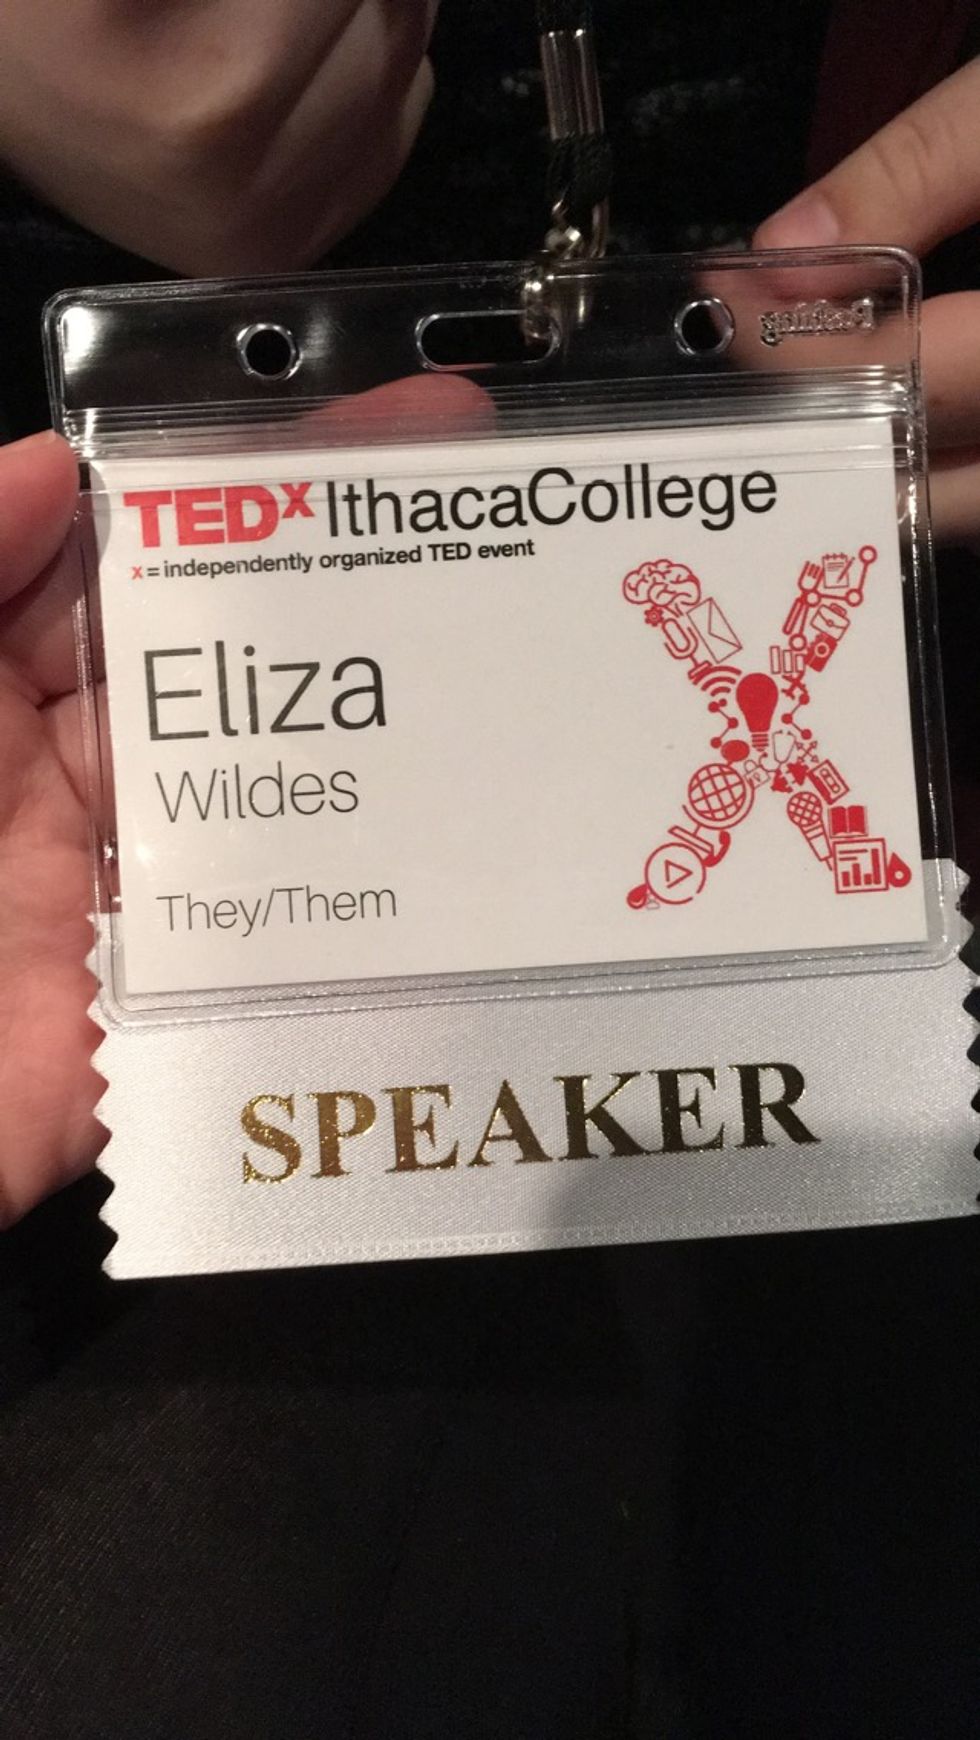 TEDx IthacaCollege
x = independently organized TED event
Eliza
Wildes
They/Them
SPEAKER